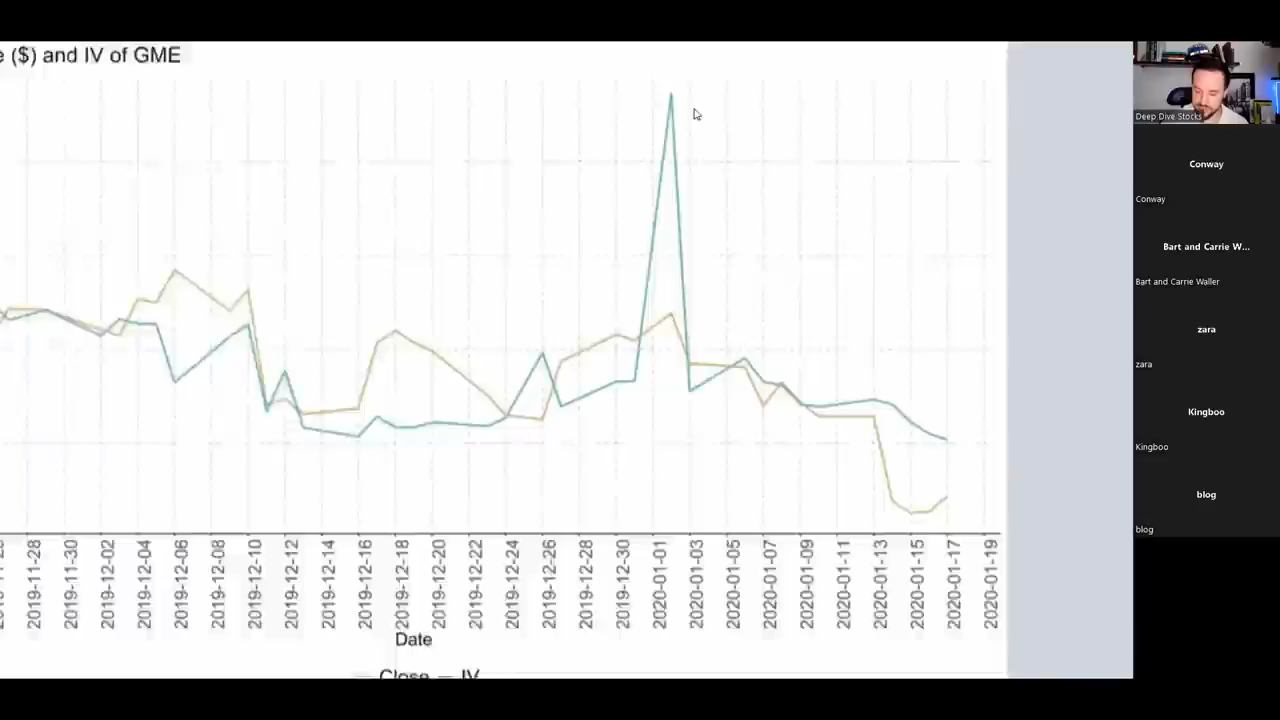 e ($) and IV of GME
2019-11-28
2019-11-30
2019-12-02
2019-12-04
2019-12-06
2019-12-08
2019-12-10
2019-12-12
2019-12-14
2019-12-16
2019-12-18
2019-12-20
2019-12-22
2019-12-24
2019-12-26
2019-12-28
2019-12-30
2020-01-01
2020-01-03
2020-01-05
2020-01-07
2020-01-09
2020-01-11
2020-01-13
2020-01-15
2020-01-17
2020-01-19
Date
Close IV
Deep Dive Stocks
Conway
Conway
Bart and Carrie W...
Bart and Carrie Waller
zara
zara
Kingboo
Kingboo
blog
blog